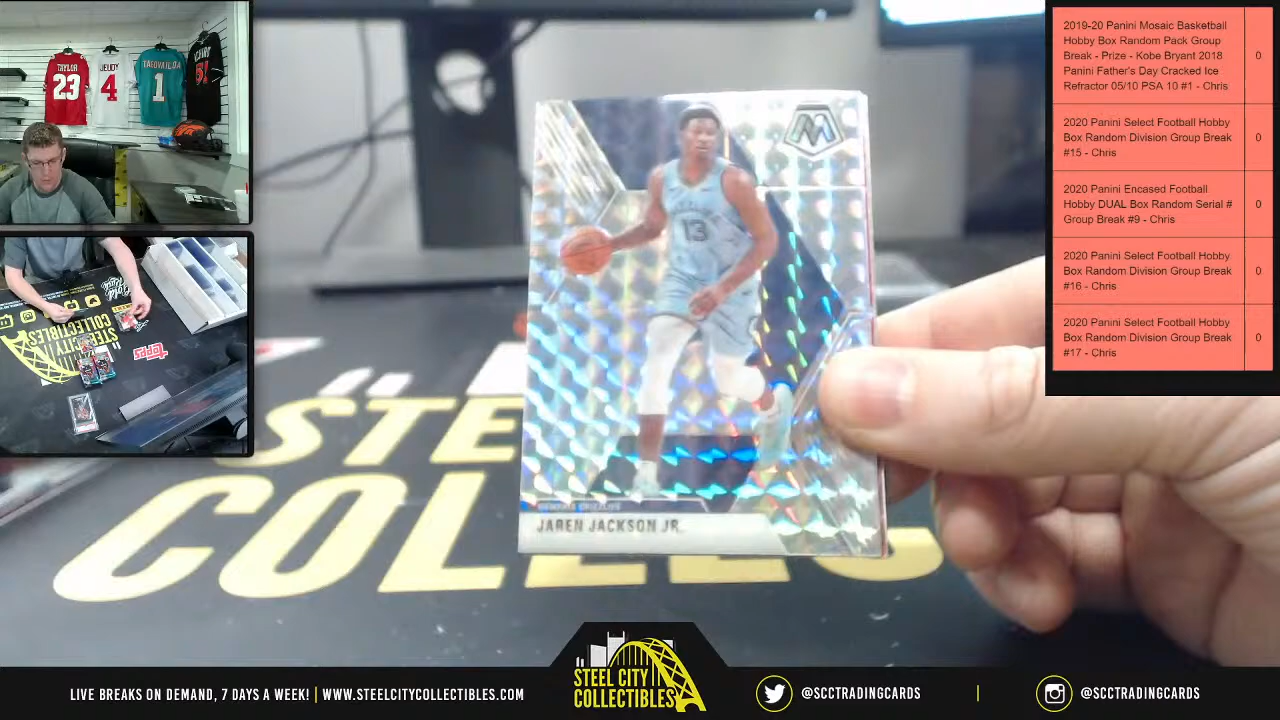 TAYLOR
23
JEUDY
4
TAGOVAILOA
1
51
STEEL CITY
COLLECTIBLES
Topps
13
JAREN JACKSON JR.
STE
COLLEC
2019-20 Panini Mosaic Basketball
Hobby Box Random Pack Group
Break - Prize - Kobe Bryant 2018
Panini Father's Day Cracked Ice
Refractor 05/10 PSA 10 #1 - Chris
0
2020 Panini Select Football Hobby
Box Random Division Group Break
#15 - Chris
0
2020 Panini Encased Football
Hobby DUAL Box Random Serial #
Group Break #9 - Chris
0
2020 Panini Select Football Hobby
Box Random Division Group Break
#16 - Chris
0
2020 Panini Select Football Hobby
Box Random Division Group Break
#17 - Chris
0
LIVE BREAKS ON DEMAND, 7 DAYS A WEEK! | WWW.STEELCITYCOLLECTIBLES.COM
STEEL CITY
COLLECTIBLES
@SCCTRADINGCARDS
@SCCTRADINGCARDS